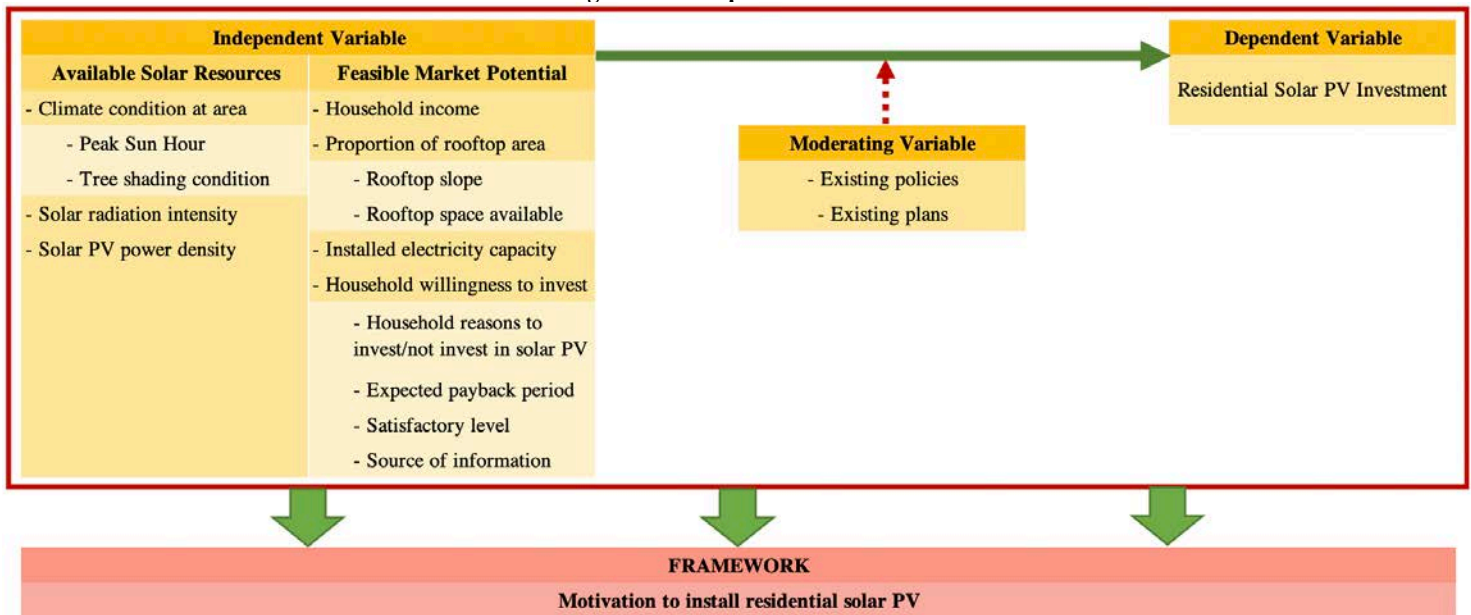 Independent Variable
Available Solar Resources
- Climate condition at area
- Peak Sun Hour
- Tree shading condition
- Solar radiation intensity
- Solar PV power density
Feasible Market Potential
- Household income
- Proportion of rooftop area
- Rooftop slope
- Rooftop space available
- Installed electricity capacity
- Household willingness to invest
- Household reasons to
invest/not invest in solar PV
- Expected payback period
- Satisfactory level
- Source of information
Moderating Variable
- Existing policies
- Existing plans
Dependent Variable
Residential Solar PV Investment
FRAMEWORK
Motivation to install residential solar PV